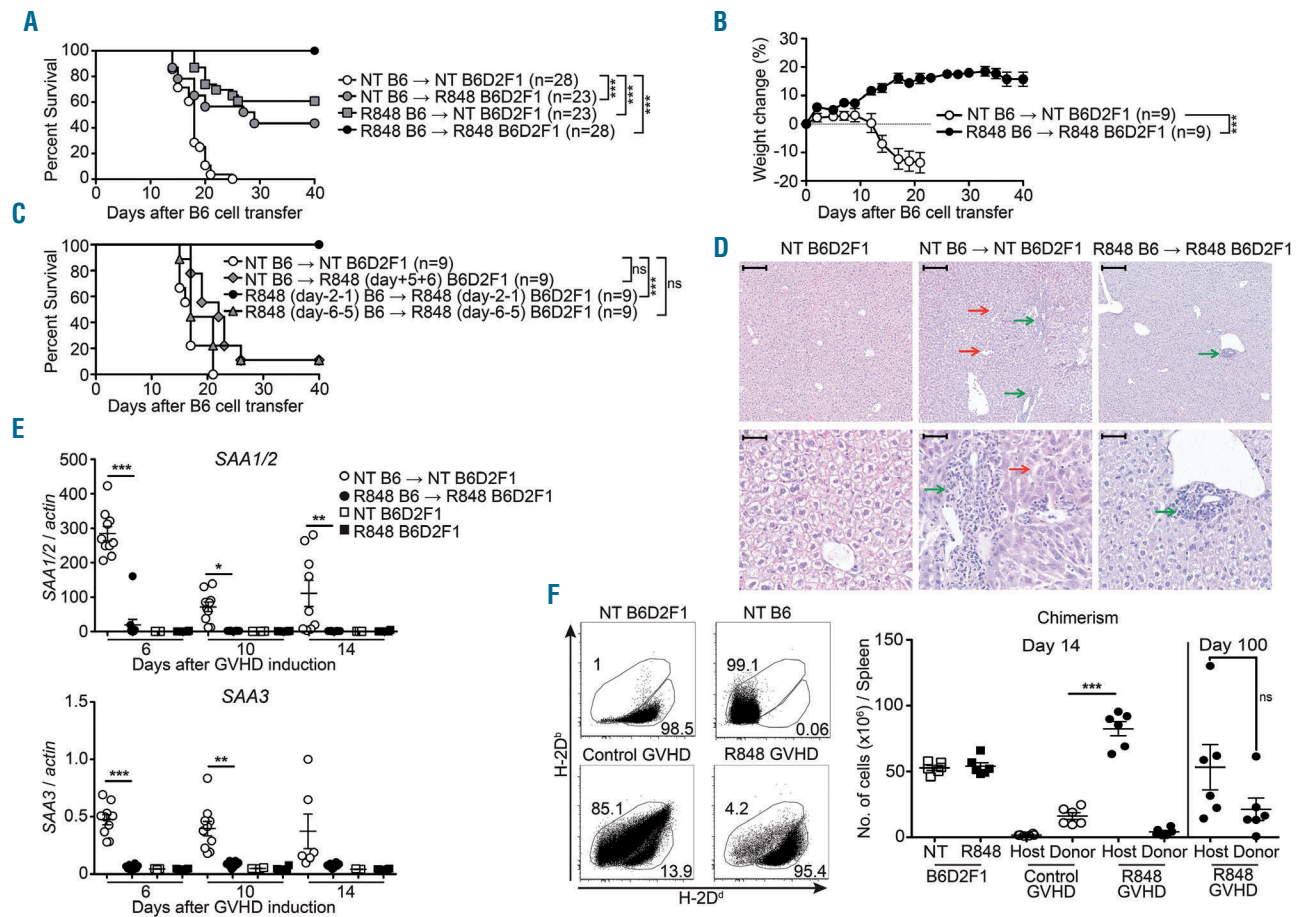 A
100
80
60
40
20
0
Percent Survival
0
10
20
30
40
Days after B6 cell transfer
NT B6 → NT B6D2F1 (n=28)
NT B6 → R848 B6D2F1 (n=23)
R848 B6 → NT B6D2F1 (n=23)
R848 B6 → R848 B6D2F1 (n=28)
***
***
***
B
30
20
10
0
-10
-20
Weight change (%)
0
10
20
30
40
Days after B6 cell transfer
NT B6 → NT B6D2F1 (n=9)
R848 B6 → R848 B6D2F1 (n=9)
***
C
100
80
60
40
20
0
Percent Survival
0
10
20
30
40
Days after B6 cell transfer
NT B6 → NT B6D2F1 (n=9)
NT B6 → R848 (day+5+6) B6D2F1 (n=9)
R848 (day-2-1) B6 → R848 (day-2-1) B6D2F1 (n=9)
R848 (day-6-5) B6 → R848 (day-6-5) B6D2F1 (n=9)
ns
***
ns
D
NT B6D2F1
NT B6 → NT B6D2F1
R848 B6 → R848 B6D2F1
E
SAA1/2
500
400
300
200
100
0
SAA1/2 / actin
***
*
**
6
10
14
Days after GVHD induction
NT B6 → NT B6D2F1
R848 B6 → R848 B6D2F1
NT B6D2F1
R848 B6D2F1
SAA3
1.5
1.0
0.5
0
SAA3 / actin
***
**
6
10
14
Days after GVHD induction
F
NT B6D2F1
1
98.5
NT B6
99.1
0.06
Control GVHD
85.1
13.9
R848 GVHD
4.2
95.4
H-2Dᵇ
H-2Dᵈ
Chimerism
Day 14
Day 100
150
100
50
0
No. of cells (x10⁶) / Spleen
***
ns
NT
R848
Host
Donor
Host
Donor
Host
Donor
B6D2F1
Control
GVHD
R848
GVHD
R848
GVHD